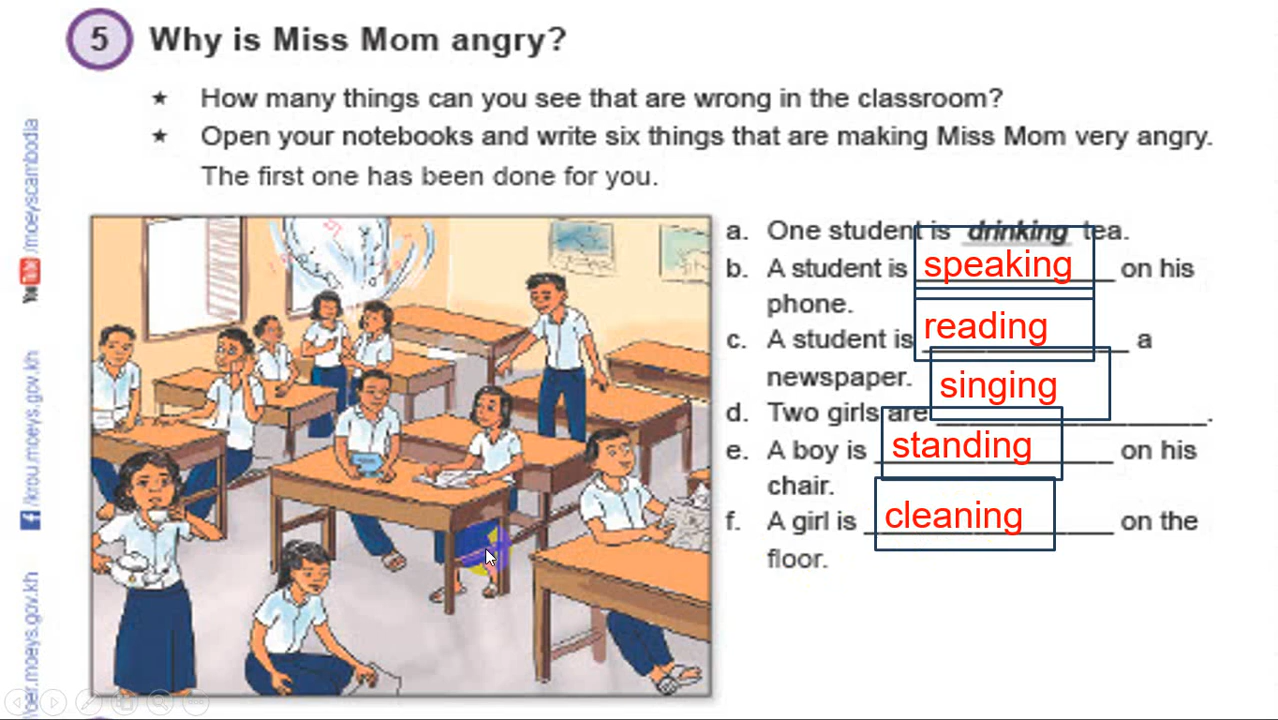 5 Why is Miss Mom angry?
★ How many things can you see that are wrong in the classroom?
★ Open your notebooks and write six things that are making Miss Mom very angry.
The first one has been done for you.
a. One student is drinking tea.
b. A student is speaking on his
phone.
c. A student is reading a
newspaper.
d. Two girls are singing.
e. A boy is standing on his
chair.
f. A girl is cleaning on the
floor.
YouTube /moeyscambodia
f /krou.moeys.gov.kh
.moeys.gov.kh